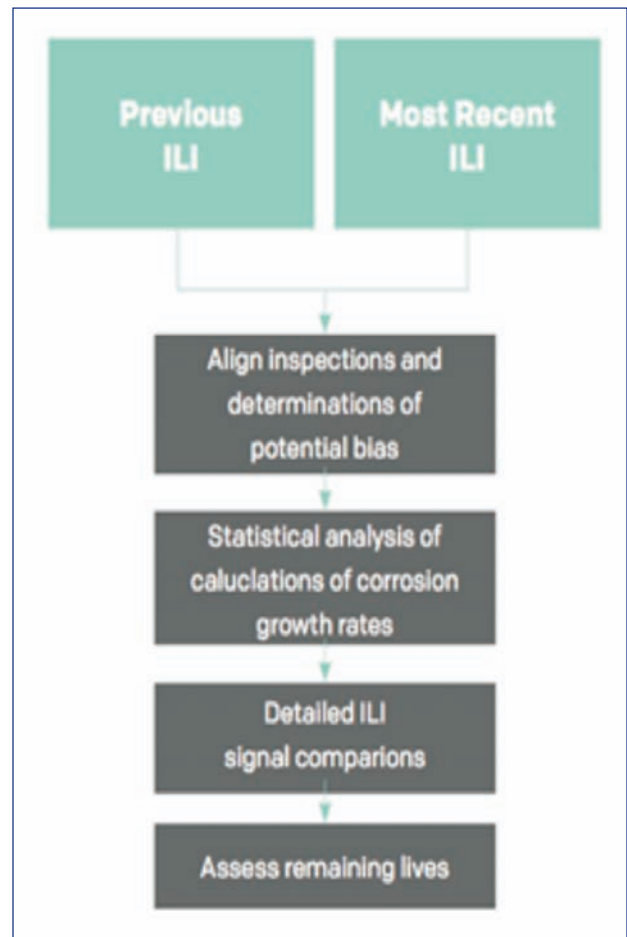 Previous
ILI
Most Recent
ILI
Align inspections and
determinations of
potential bias
Statistical analysis of
caluclations of corrosion
growth rates
Detailed ILI
signal comparions
Assess remaining lives